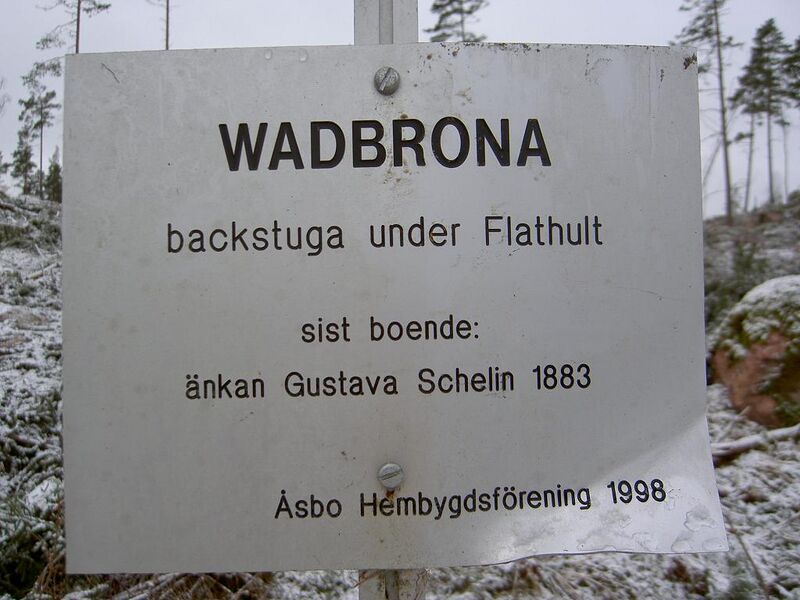 WADBRONA
backstuga under Flathult
sist boende:
änkan Gustava Schelin 1883
Åsbo Hembygdsförening 1998